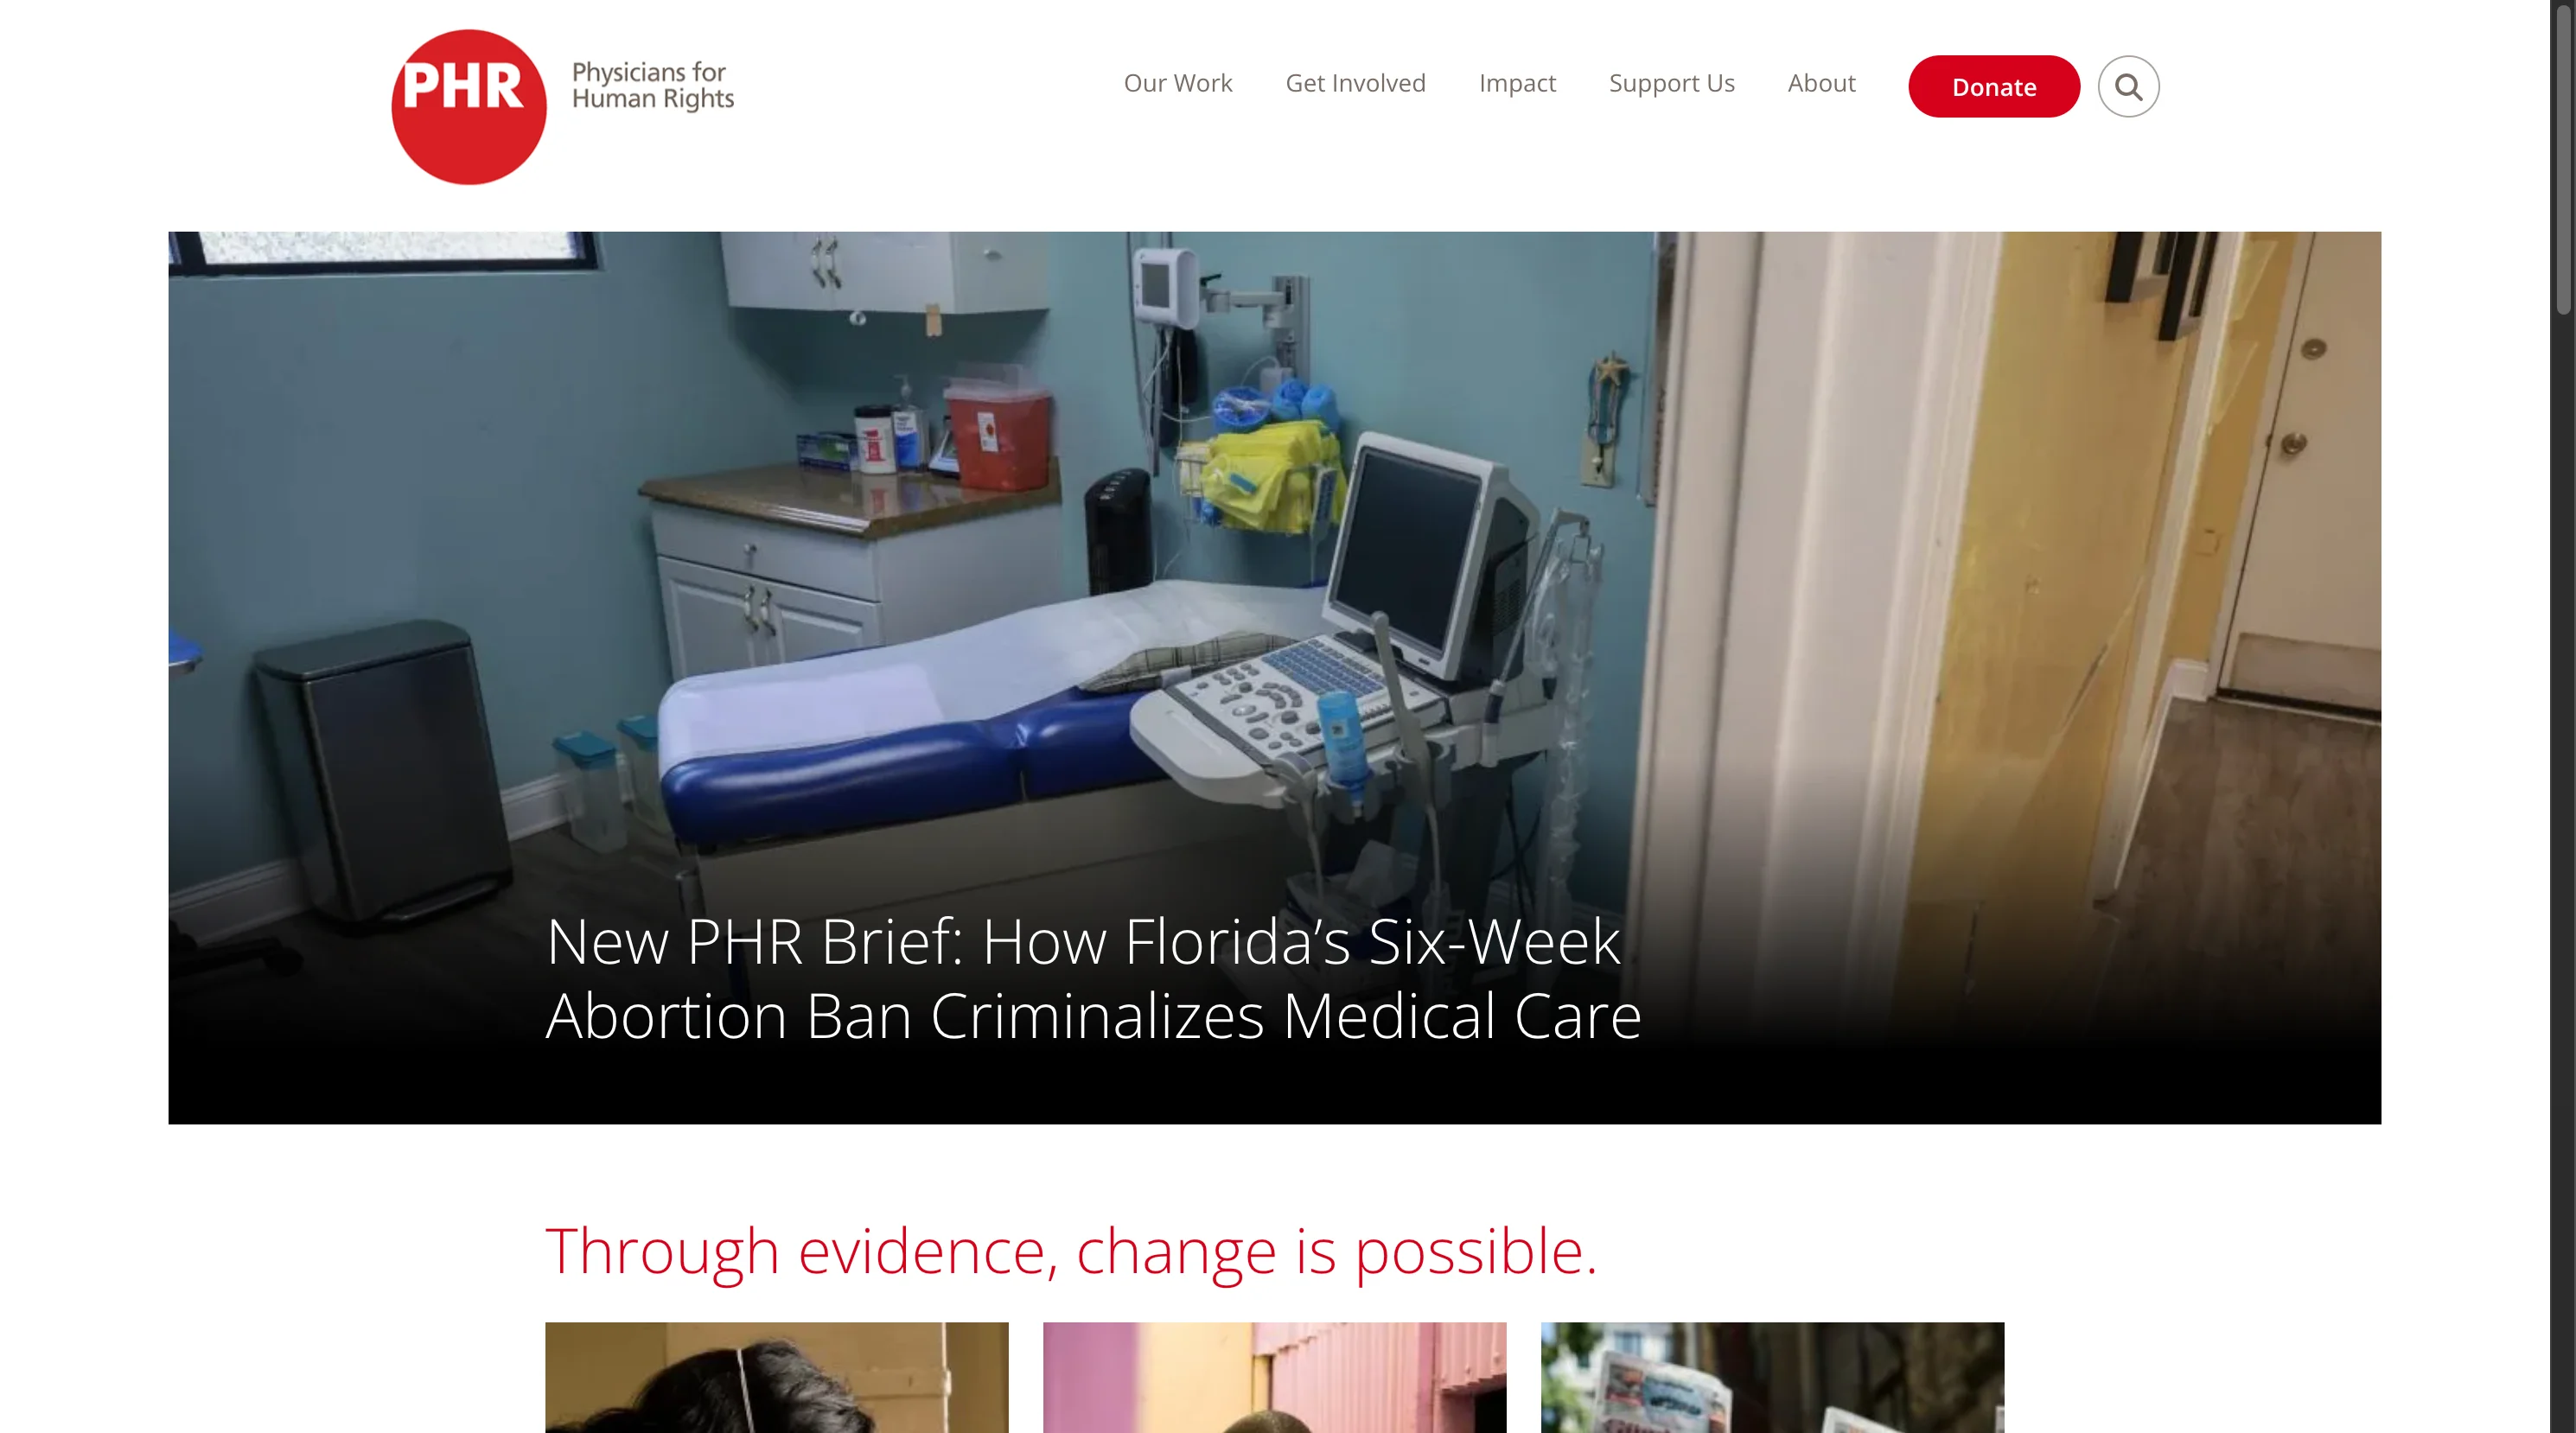 PHR
Physicians for
Human Rights
Our Work
Get Involved
Impact
Support Us
About
Donate
New PHR Brief: How Florida’s Six-Week
Abortion Ban Criminalizes Medical Care
Through evidence, change is possible.